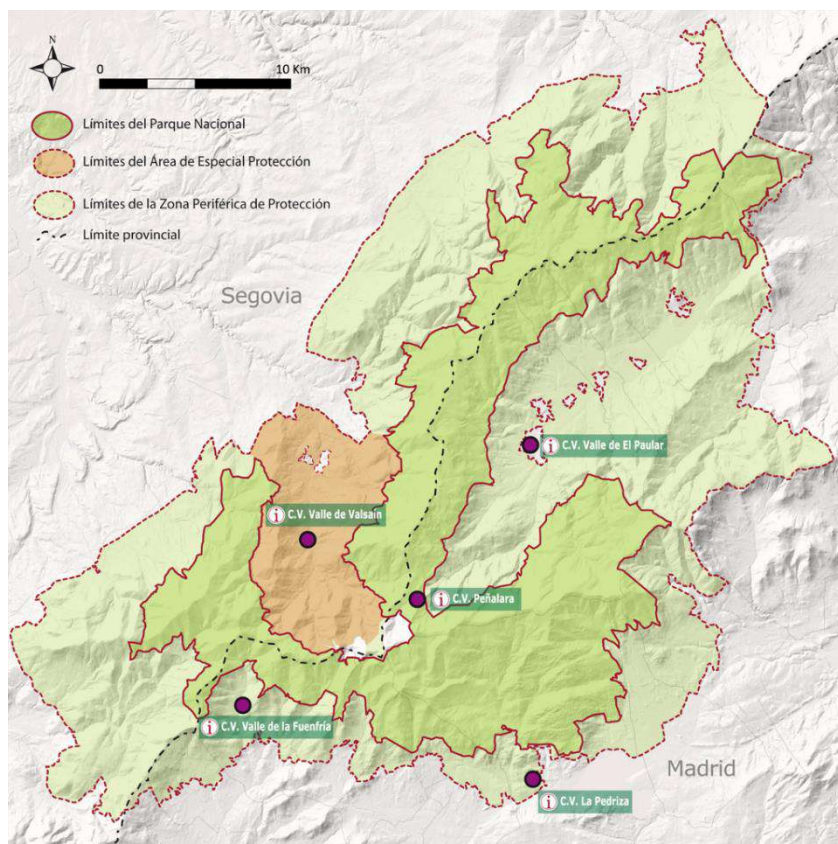 N
0 10 Km
Límites del Parque Nacional
Límites del Área de Especial Protección
Límites de la Zona Periférica de Protección
Límite provincial
Segovia
i C.V. Valle de El Paular
i C.V. Valle de Valsaín
i C.V. Peñalara
i C.V. Valle de la Fuenfría
Madrid
i C.V. La Pedriza